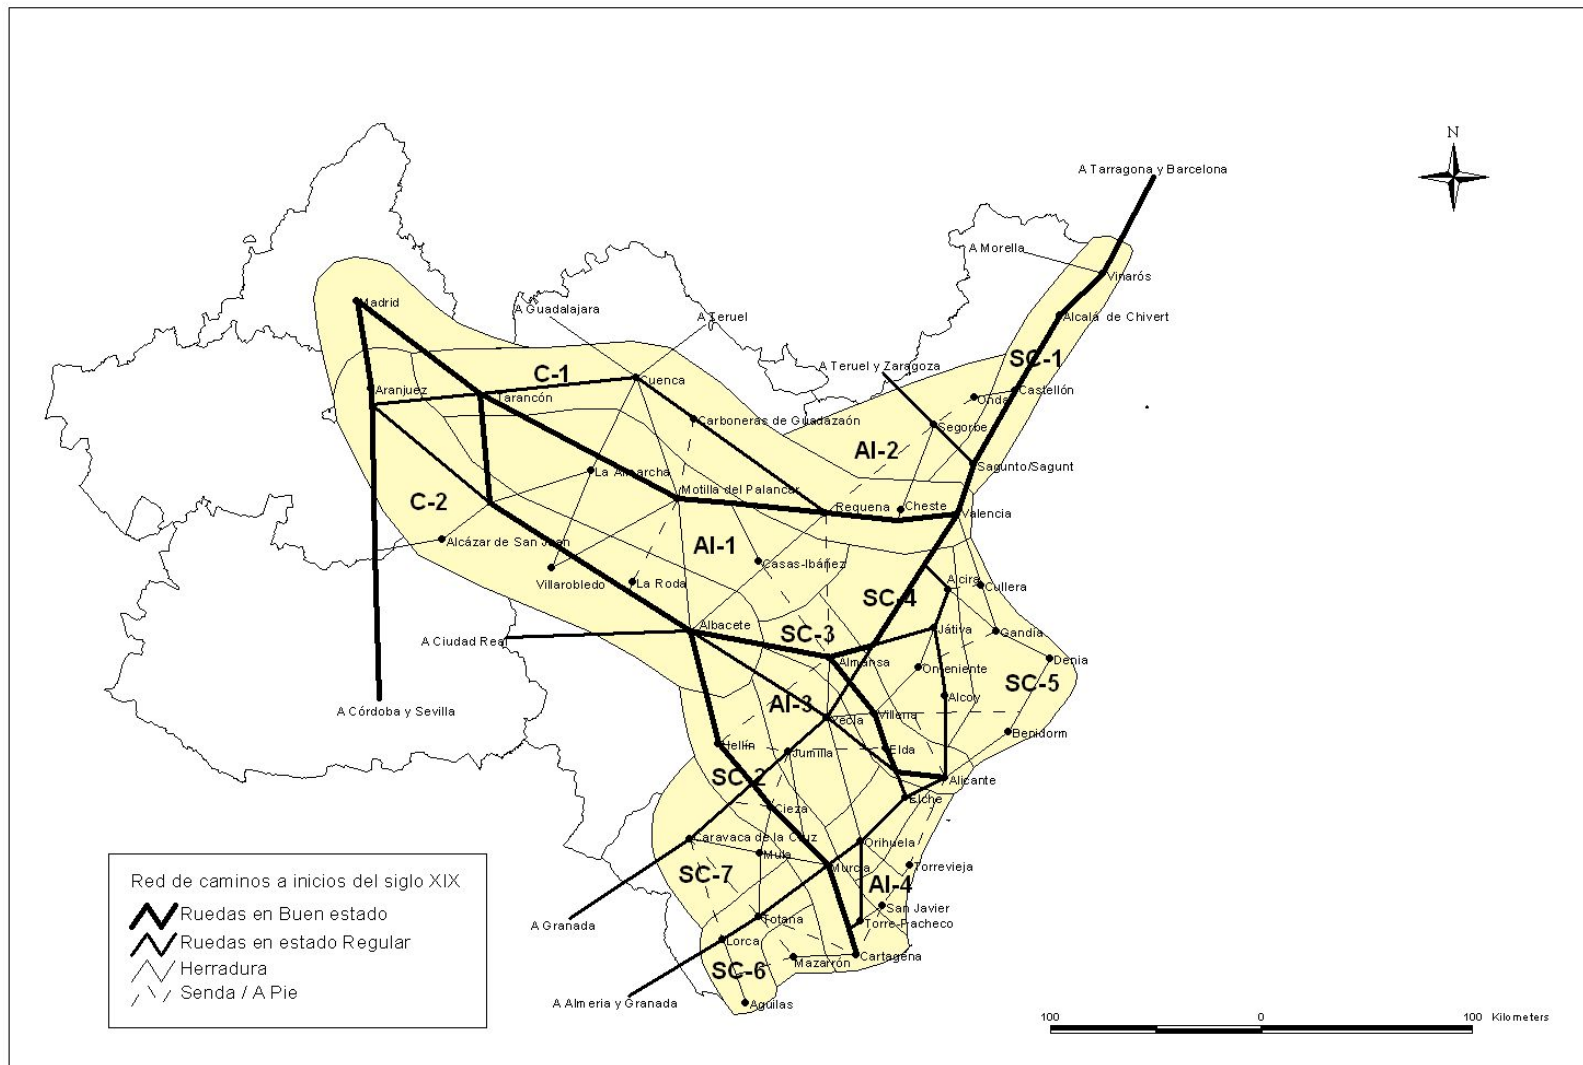 N
A Tarragona y Barcelona
A Morella
Vinarós
Madrid
A Guadalajara
A Teruel
Alcalá de Chivert
SC-1
A Teruel y Zaragoza
C-1
Cuenca
Aranjuez
Tarancón
Castellón
Onda
Carboneras de Guadazaón
Segorbe
AI-2
La Almarcha
Sagunto/Sagunt
C-2
Motilla del Palancar
Requena
Cheste
Valencia
Alcázar de San Juan
AI-1
Casas-Ibáñez
Villarobledo
La Roda
Alcira
Cullera
SC-4
Albacete
A Ciudad Real
SC-3
Játiva
Gandía
Almansa
Onteniente
Denia
SC-5
Alcoy
A Córdoba y Sevilla
AI-3
Yecla
Villena
Benidorm
Hellín
Jumilla
Elda
SC-2
Alicante
Elche
Cieza
Caravaca de la Cruz
Orihuela
Mula
Murcia
Torrevieja
SC-7
AI-4
San Javier
A Granada
Totana
Torre-Pacheco
Lorca
SC-6
Mazarrón
Cartagena
A Almeria y Granada
Aguilas
Red de caminos a inicios del siglo XIX
Ruedas en Buen estado
Ruedas en estado Regular
Herradura
Senda / A Pie
100 0 100 Kilometers